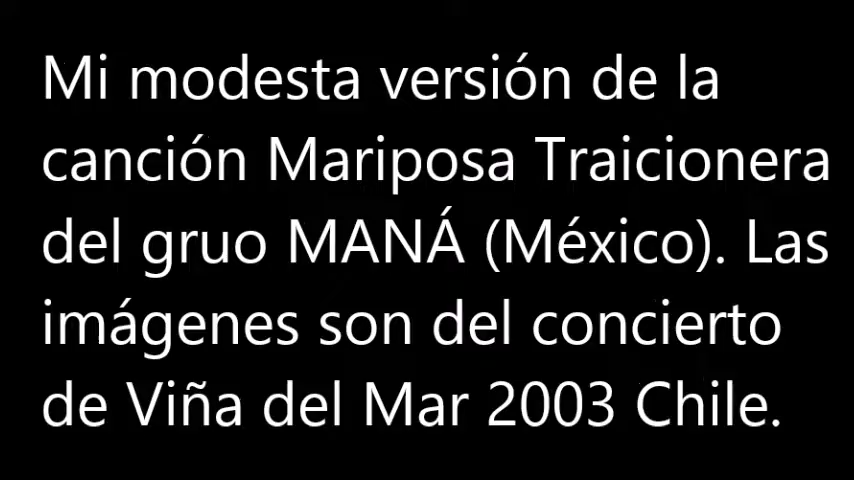 Mi modesta versión de la
canción Mariposa Traicionera
del gruo MANÁ (México). Las
imágenes son del concierto
de Viña del Mar 2003 Chile.